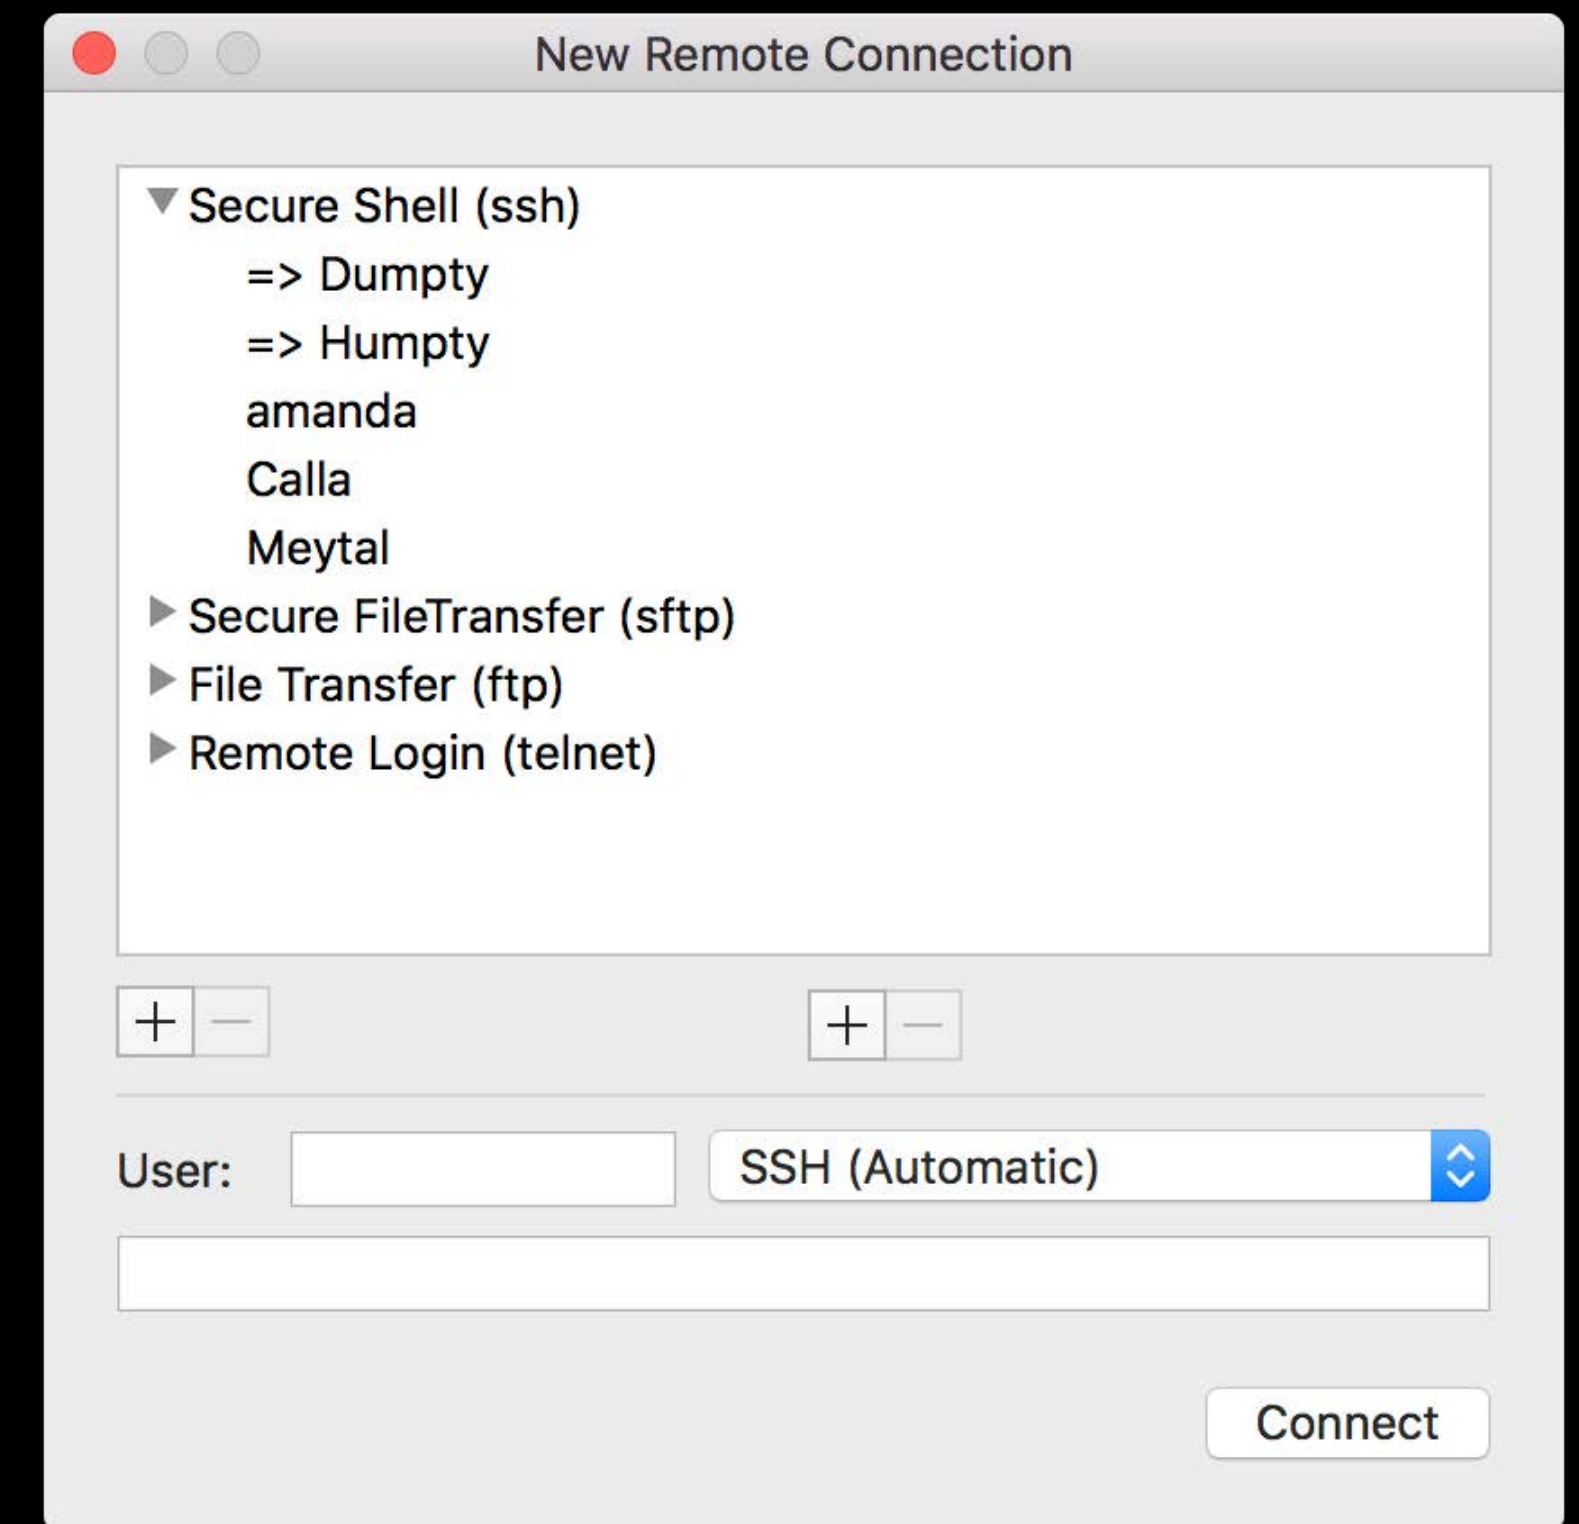 New Remote Connection
Secure Shell (ssh)
=> Dumpty
=> Humpty
amanda
Calla
Meytal
Secure FileTransfer (sftp)
File Transfer (ftp)
Remote Login (telnet)
User:
SSH (Automatic)
Connect